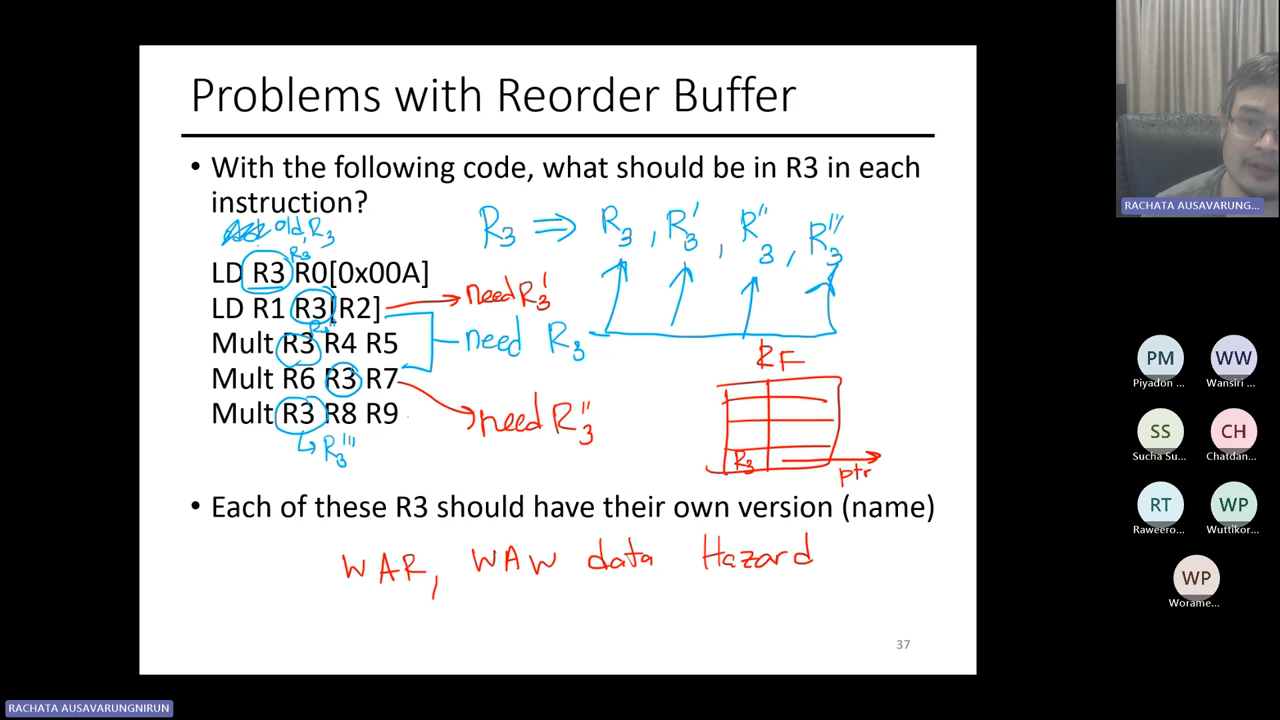 Problems with Reorder Buffer
• With the following code, what should be in R3 in each
instruction?
old, R3
R3 ⇒ R3, R3', R3'', R3'''
LD R3 R0[0x00A]
LD R1 R3[R2]
need R3'
Mult R3 R4 R5
need R3
Mult R6 R3 R7
need R3''
Mult R3 R8 R9
R3'''
RF
R3
ptr
• Each of these R3 should have their own version (name)
WAR, WAW data Hazard
37
RACHATA AUSAVARUNG...
PM
Piyadon ...
WW
Wansiri ...
SS
Sucha Su...
CH
Chatdan...
RT
Raweero...
WP
Wuttikor...
WP
Worame...
RACHATA AUSAVARUNGNIRUN